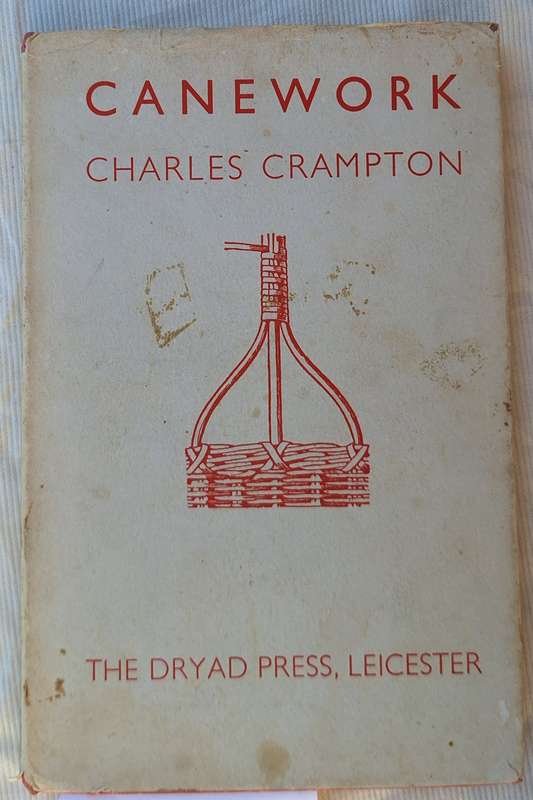 CANEWORK
CHARLES CRAMPTON
THE DRYAD PRESS, LEICESTER